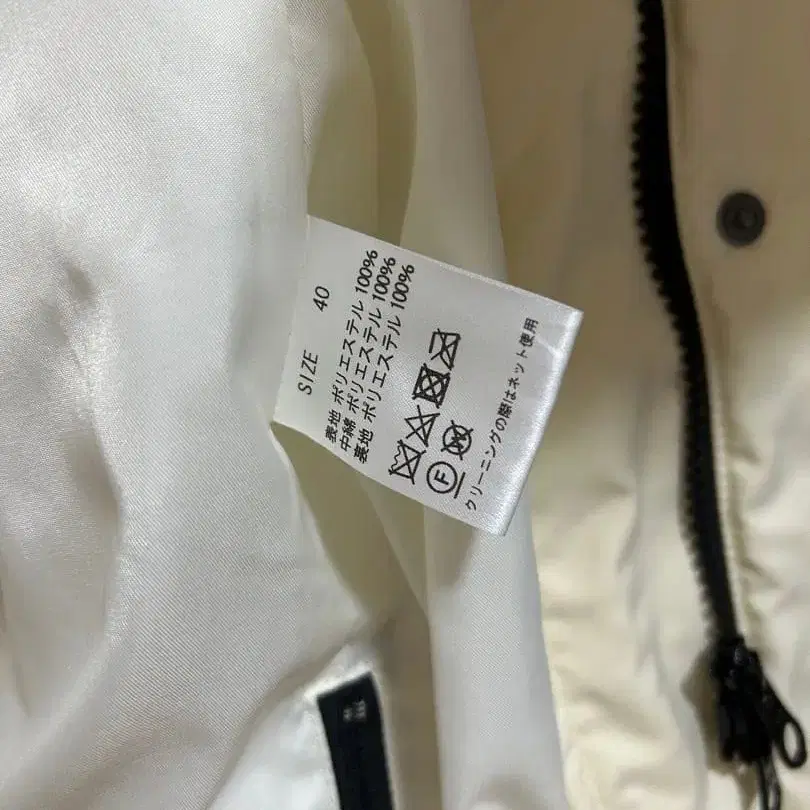 SIZE 40
表地 ポリエステル 100%
中綿 ポリエステル 100%
裏地 ポリエステル 100%
F W
クリーニングの際はネット使用